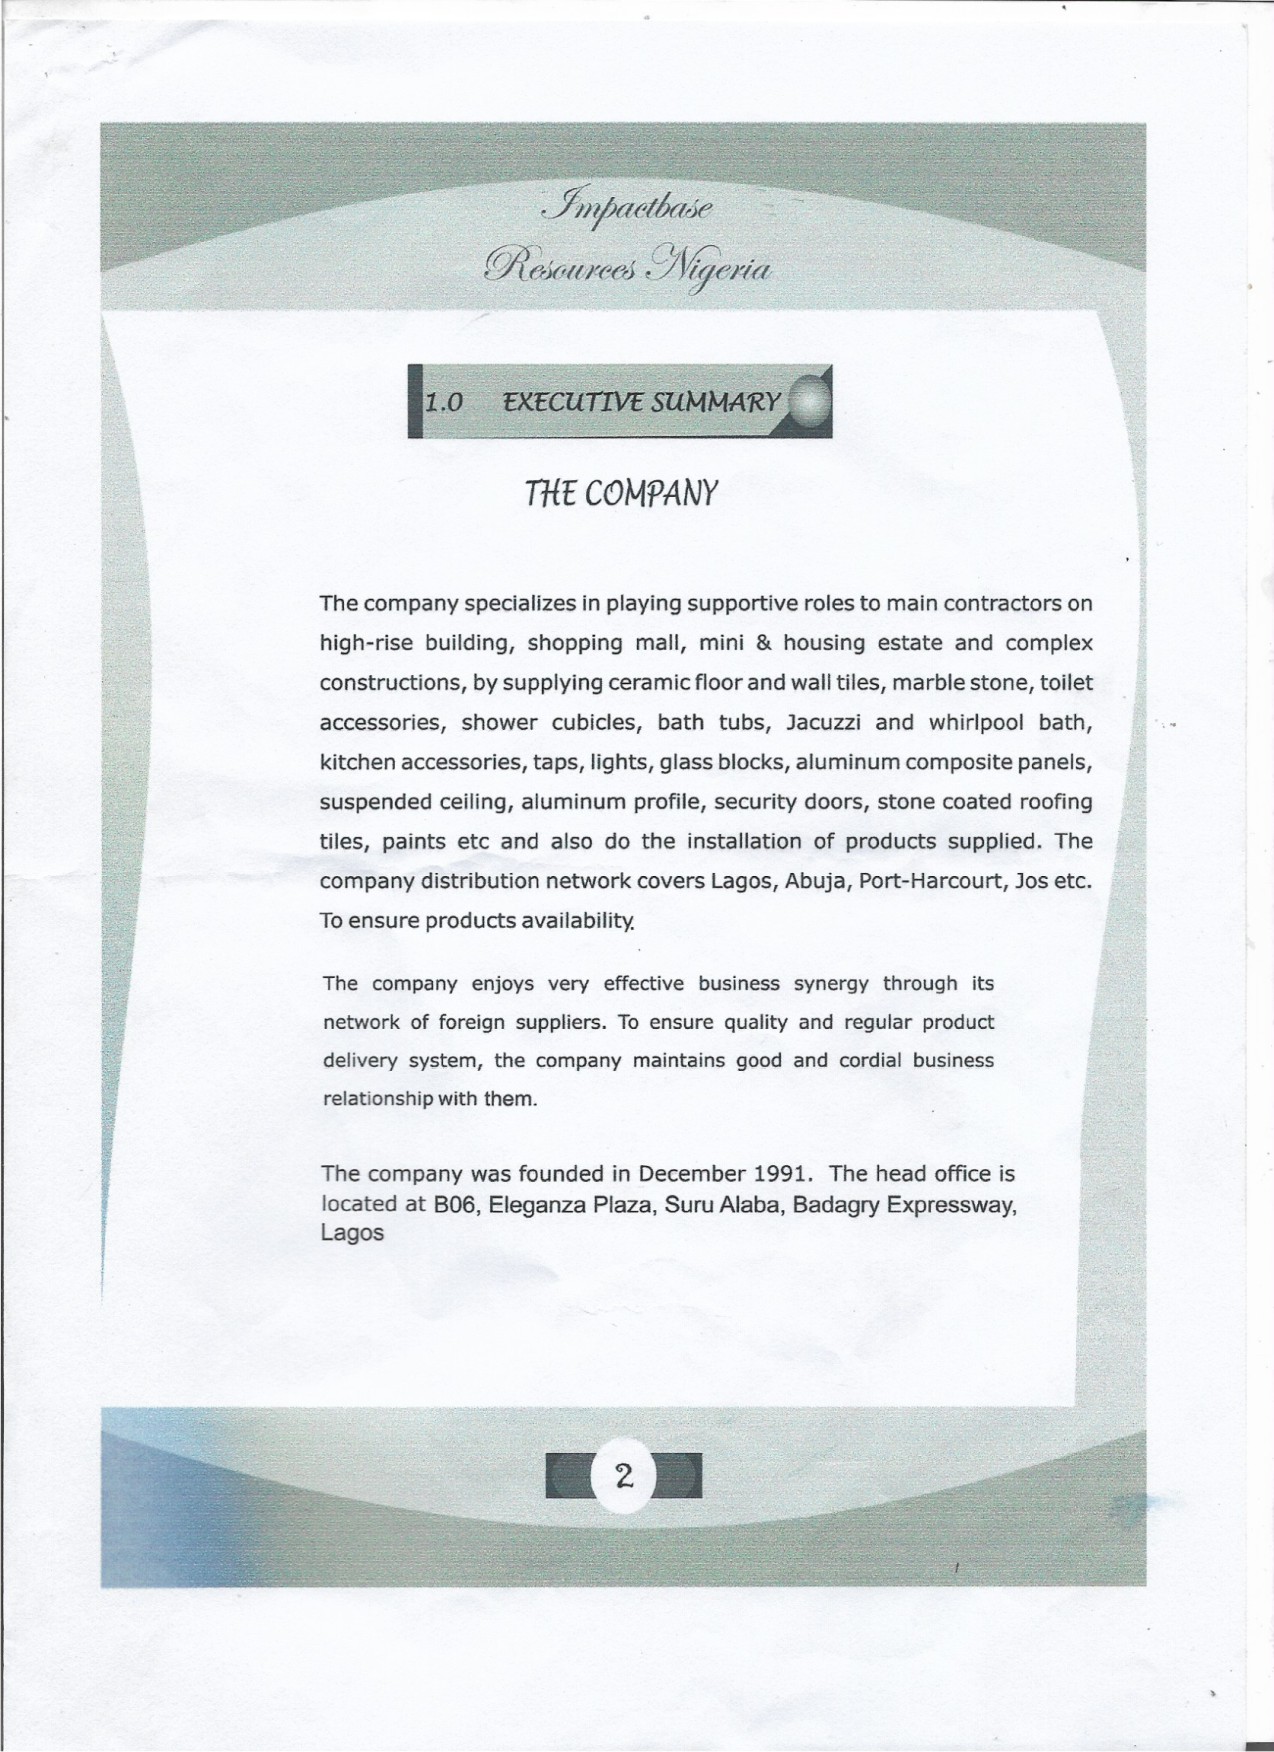 Impactbase
Resources Nigeria
1.0 EXECUTIVE SUMMARY
THE COMPANY
The company specializes in playing supportive roles to main contractors on
high-rise building, shopping mall, mini & housing estate and complex
constructions, by supplying ceramic floor and wall tiles, marble stone, toilet
accessories, shower cubicles, bath tubs, Jacuzzi and whirlpool bath,
kitchen accessories, taps, lights, glass blocks, aluminum composite panels,
suspended ceiling, aluminum profile, security doors, stone coated roofing
tiles, paints etc and also do the installation of products supplied. The
company distribution network covers Lagos, Abuja, Port-Harcourt, Jos etc.
To ensure products availability.
The company enjoys very effective business synergy through its
network of foreign suppliers. To ensure quality and regular product
delivery system, the company maintains good and cordial business
relationship with them.
The company was founded in December 1991. The head office is
located at B06, Eleganza Plaza, Suru Alaba, Badagry Expressway,
Lagos
2